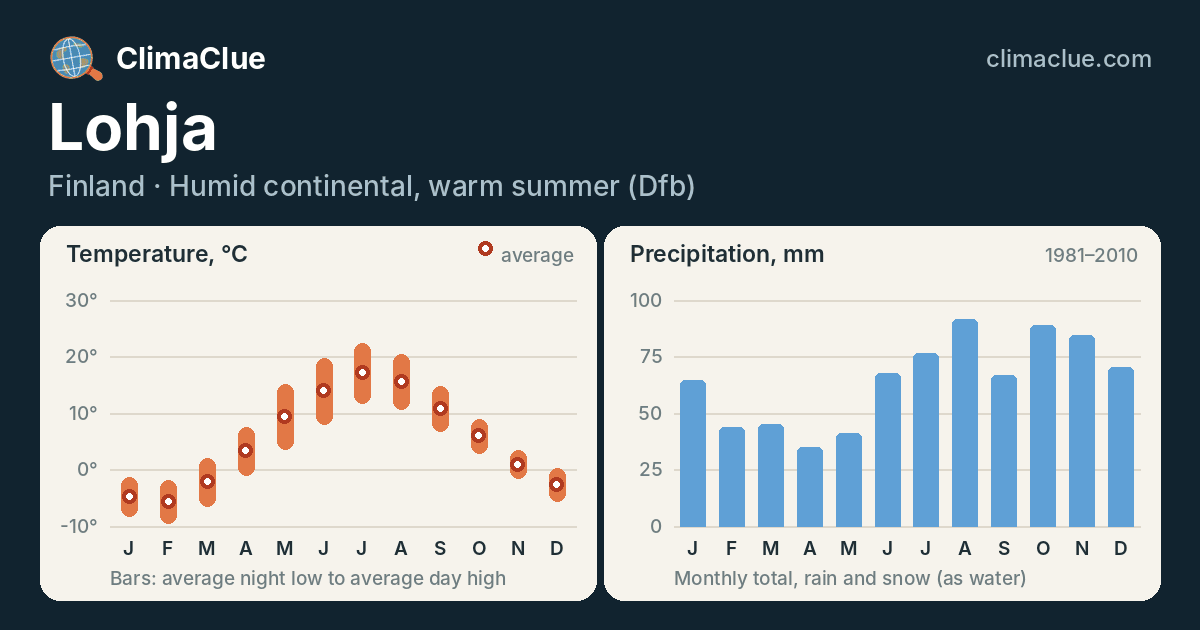 ClimaClue
climaclue.com
Lohja
Finland · Humid continental, warm summer (Dfb)
Temperature, °C
average
30°
20°
10°
0°
-10°
J F M A M J J A S O N D
Bars: average night low to average day high
Precipitation, mm
1981–2010
100
75
50
25
0
J F M A M J J A S O N D
Monthly total, rain and snow (as water)